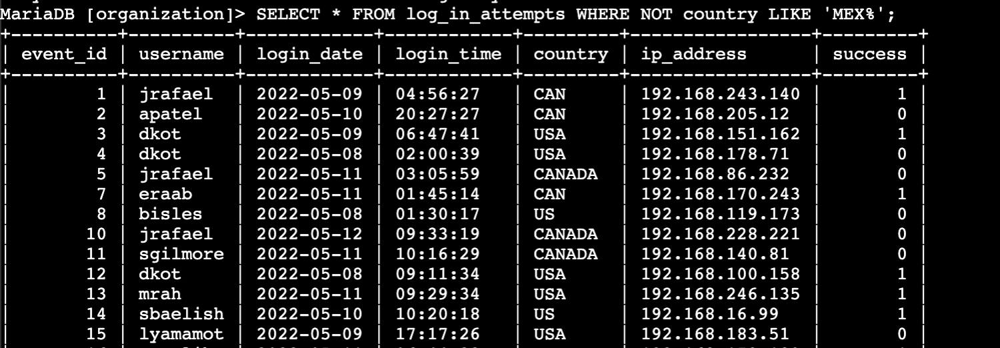 MariaDB [organization]> SELECT * FROM log_in_attempts WHERE NOT country LIKE 'MEX%';
+----------+----------+------------+------------+---------+-----------------+---------+
| event_id | username | login_date | login_time | country | ip_address | success |
+----------+----------+------------+------------+---------+-----------------+---------+
| 1 | jrafael | 2022-05-09 | 04:56:27 | CAN | 192.168.243.140 | 1 |
| 2 | apatel | 2022-05-10 | 20:27:27 | CAN | 192.168.205.12 | 0 |
| 3 | dkot | 2022-05-09 | 06:47:41 | USA | 192.168.151.162 | 1 |
| 4 | dkot | 2022-05-08 | 02:00:39 | USA | 192.168.178.71 | 0 |
| 5 | jrafael | 2022-05-11 | 03:05:59 | CANADA | 192.168.86.232 | 0 |
| 7 | eraab | 2022-05-11 | 01:45:14 | CAN | 192.168.170.243 | 1 |
| 8 | bisles | 2022-05-08 | 01:30:17 | US | 192.168.119.173 | 0 |
| 10 | jrafael | 2022-05-12 | 09:33:19 | CANADA | 192.168.228.221 | 0 |
| 11 | sgilmore | 2022-05-11 | 10:16:29 | CANADA | 192.168.140.81 | 0 |
| 12 | dkot | 2022-05-08 | 09:11:34 | USA | 192.168.100.158 | 1 |
| 13 | mrah | 2022-05-11 | 09:29:34 | USA | 192.168.246.135 | 1 |
| 14 | sbaelish | 2022-05-10 | 10:20:18 | US | 192.168.16.99 | 1 |
| 15 | lyamamot | 2022-05-09 | 17:17:26 | USA | 192.168.183.51 | 0 |